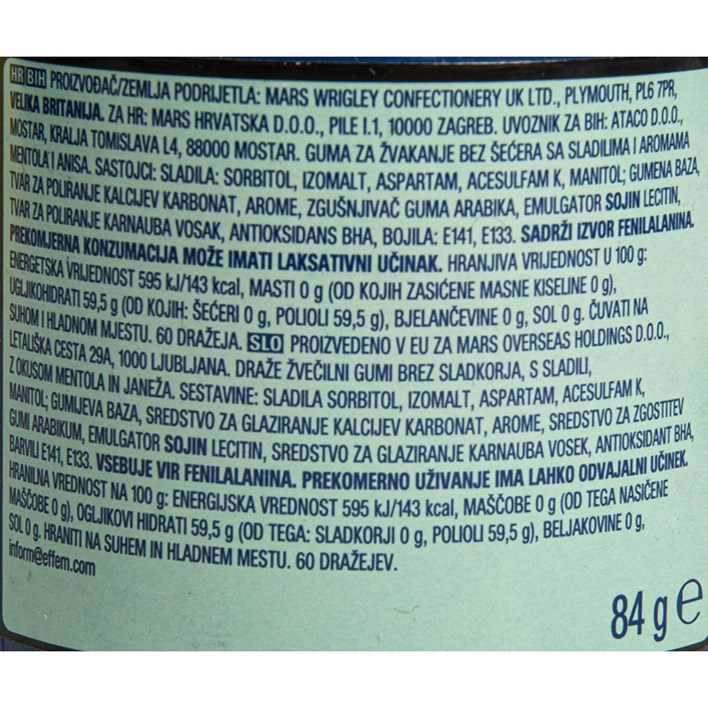 HR BIH PROIZVOĐAČ/ZEMLJA PODRIJETLA: MARS WRIGLEY CONFECTIONERY UK LTD., PLYMOUTH, PL6 7PR,
VELIKA BRITANIJA. ZA HR: MARS HRVATSKA D.O.O., PILE I.1, 10000 ZAGREB. UVOZNIK ZA BIH: ATACO D.O.O.,
MOSTAR, KRALJA TOMISLAVA L4, 88000 MOSTAR. GUMA ZA ŽVAKANJE BEZ ŠEĆERA SA SLADILIMA I AROMAMA
MENTOLA I ANISA. SASTOJCI: SLADILA: SORBITOL, IZOMALT, ASPARTAM, ACESULFAM K, MANITOL; GUMENA BAZA,
TVAR ZA POLIRANJE KALCIJEV KARBONAT, AROME, ZGUŠNJIVAČ GUMA ARABIKA, EMULGATOR SOJIN LECITIN,
TVAR ZA POLIRANJE KARNAUBA VOSAK, ANTIOKSIDANS BHA, BOJILA: E141, E133. SADRŽI IZVOR FENILALANINA.
PREKOMJERNA KONZUMACIJA MOŽE IMATI LAKSATIVNI UČINAK. HRANJIVA VRIJEDNOST U 100 g:
ENERGETSKA VRIJEDNOST 595 kJ/143 kcal, MASTI 0 g (OD KOJIH ZASIĆENE MASNE KISELINE 0 g),
UGLJIKOHIDRATI 59,5 g (OD KOJIH: ŠEĆERI 0 g, POLIOLI 59,5 g), BJELANČEVINE 0 g, SOL 0 g. ČUVATI NA
SUHOM I HLADNOM MJESTU. 60 DRAŽEJA. SLO PROIZVEDENO V EU ZA MARS OVERSEAS HOLDINGS D.O.O.,
LETALIŠKA CESTA 29A, 1000 LJUBLJANA. DRAŽE ŽVEČILNI GUMI BREZ SLADKORJA, S SLADILI,
Z OKUSOM MENTOLA IN JANEŽA. SESTAVINE: SLADILA SORBITOL, IZOMALT, ASPARTAM, ACESULFAM K,
MANITOL; GUMIJEVA BAZA, SREDSTVO ZA GLAZIRANJE KALCIJEV KARBONAT, AROME, SREDSTVO ZA ZGOSTITEV
GUMI ARABIKUM, EMULGATOR SOJIN LECITIN, SREDSTVO ZA GLAZIRANJE KARNAUBA VOSEK, ANTIOKSIDANT BHA,
BARVILI E141, E133. VSEBUJE VIR FENILALANINA. PREKOMERNO UŽIVANJE IMA LAHKO ODVAJALNI UČINEK.
HRANILNA VREDNOST NA 100 g: ENERGIJSKA VREDNOST 595 kJ/143 kcal, MAŠČOBE 0 g (OD TEGA NASIČENE
MAŠČOBE 0 g), OGLJIKOVI HIDRATI 59,5 g (OD TEGA: SLADKORJI 0 g, POLIOLI 59,5 g), BELJAKOVINE 0 g,
SOL 0 g. HRANITI NA SUHEM IN HLADNEM MESTU. 60 DRAŽEJEV.
inform@effem.com
84 g e